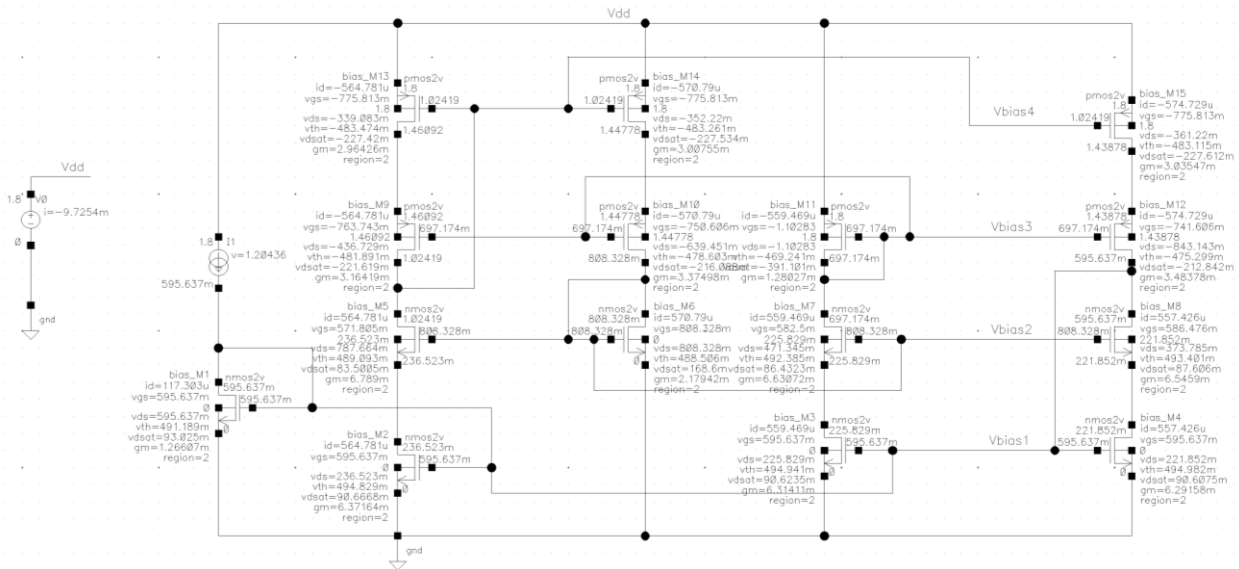 Vdd
Vdd
1.8
V0
i=-9.7254m
0
gnd
1.8
I1
v=1.20436
595.637m
bias_M1
nmos2v
id=117.303u
595.637m
vgs=595.637m
595.637m
0
vds=595.637m
vth=491.189m
vdsat=93.025m
gm=1.26607m
region=2
0
bias_M13
pmos2v
id=-564.781u
1.8
vgs=-775.813m
1.02419
1.8
vds=-339.083m
vth=-483.474m
vdsat=-227.42m
1.46092
gm=2.96426m
region=2
bias_M9
pmos2v
id=-564.781u
1.46092
vgs=-763.743m
697.174m
1.46092
vds=-436.729m
vth=-481.891m
vdsat=-221.619m
1.02419
gm=3.16419m
region=2
bias_M5
nmos2v
id=564.781u
1.02419
vgs=571.805m
808.328m
236.523m
vds=787.664m
vth=489.093m
vdsat=83.5005m
236.523m
gm=6.789m
region=2
bias_M2
nmos2v
id=564.781u
236.523m
vgs=595.637m
595.637m
0
vds=236.523m
vth=494.829m
vdsat=90.6668m
0
gm=6.37164m
region=2
gnd
pmos2v
bias_M14
1.8
id=-570.79u
vgs=-775.813m
1.02419
1.8
vds=-352.22m
vth=-483.261m
vdsat=-227.534m
1.44778
gm=3.00755m
region=2
pmos2v
bias_M10
1.44778
id=-570.79u
vgs=-750.606m
697.174m
1.44778
vds=-639.451m
vth=-478.603m
808.328m
gm=3.37498m
region=2
nmos2v
bias_M6
808.328m
id=570.79u
vgs=808.328m
808.328m
0
vds=808.328m
vth=488.506m
vdsat=168.6m
0
gm=2.17942m
region=2
bias_M11
pmos2v
id=-559.469u
1.8
vgs=-1.10283
697.174m
1.8
vds=-1.10283
vth=-469.241m
vdsat=-391.101m
697.174m
gm=1.28027m
region=2
bias_M7
nmos2v
id=559.469u
697.174m
vgs=582.5m
808.328m
225.829m
vds=471.345m
vth=492.385m
vdsat=86.4323m
225.829m
gm=6.63072m
region=2
bias_M3
nmos2v
id=559.469u
225.829m
vgs=595.637m
595.637m
0
vds=225.829m
vth=494.941m
vdsat=90.6235m
0
gm=6.31411m
region=2
Vbias4
Vbias3
Vbias2
Vbias1
pmos2v
bias_M15
1.8
id=-574.729u
vgs=-775.813m
1.02419
1.8
vds=-361.22m
vth=-483.115m
vdsat=-227.612m
1.43878
gm=3.03547m
region=2
pmos2v
bias_M12
1.43878
id=-574.729u
vgs=-741.606m
697.174m
1.43878
vds=-843.143m
vth=-475.299m
vdsat=-212.842m
595.637m
gm=3.48378m
region=2
nmos2v
bias_M8
595.637m
id=557.426u
vgs=586.476m
808.328m
221.852m
vds=373.785m
vth=493.401m
vdsat=87.606m
221.852m
gm=6.5459m
region=2
nmos2v
bias_M4
221.852m
id=557.426u
vgs=595.637m
595.637m
0
vds=221.852m
vth=494.982m
vdsat=90.6075m
0
gm=6.29158m
region=2